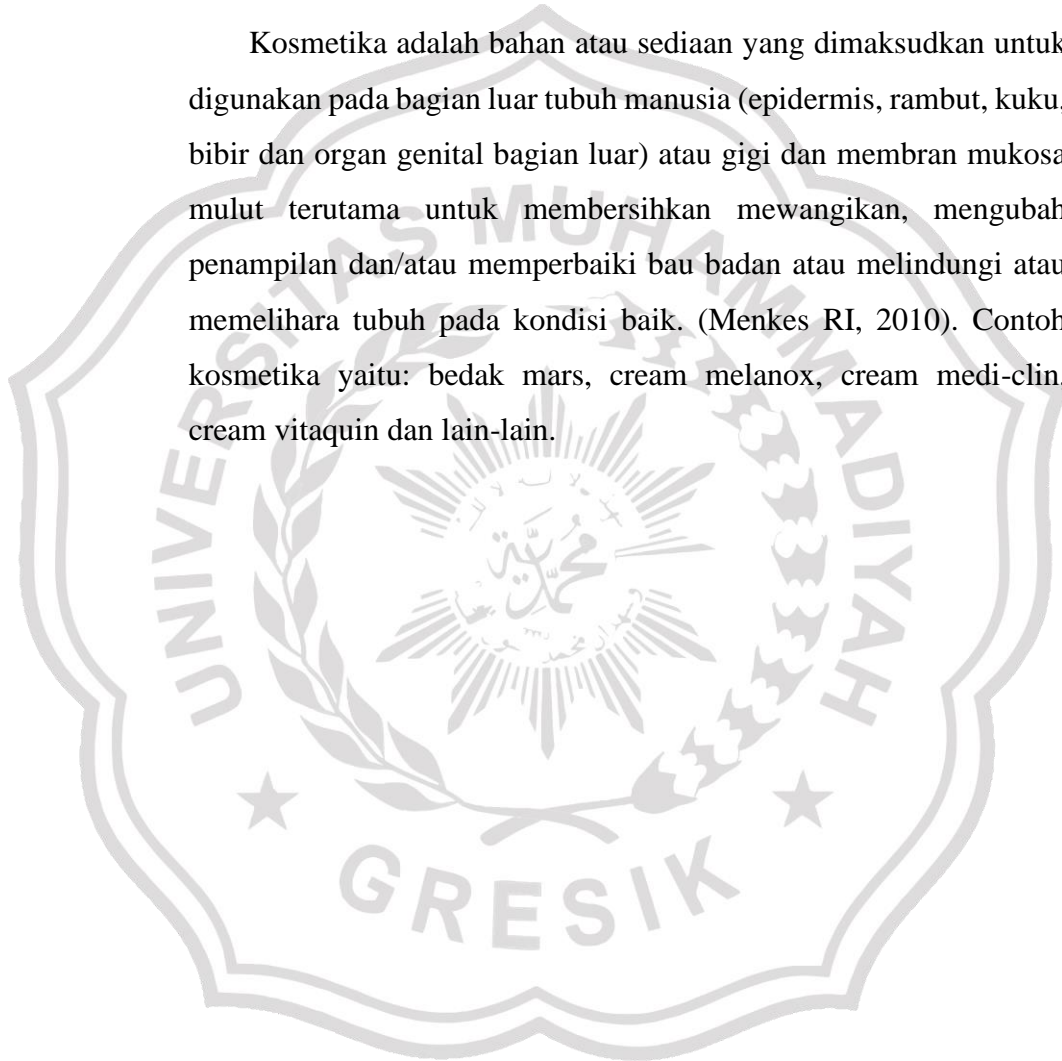 Kosmetika adalah bahan atau sediaan yang dimaksudkan untuk
digunakan pada bagian luar tubuh manusia (epidermis, rambut, kuku,
bibir dan organ genital bagian luar) atau gigi dan membran mukosa
mulut terutama untuk membersihkan mewangikan, mengubah
penampilan dan/atau memperbaiki bau badan atau melindungi atau
memelihara tubuh pada kondisi baik. (Menkes RI, 2010). Contoh
kosmetika yaitu: bedak mars, cream melanox, cream medi-clin,
cream vitaquin dan lain-lain.
UNIVERSITAS MUHAMMADIYAH
محمدية
GRESIK